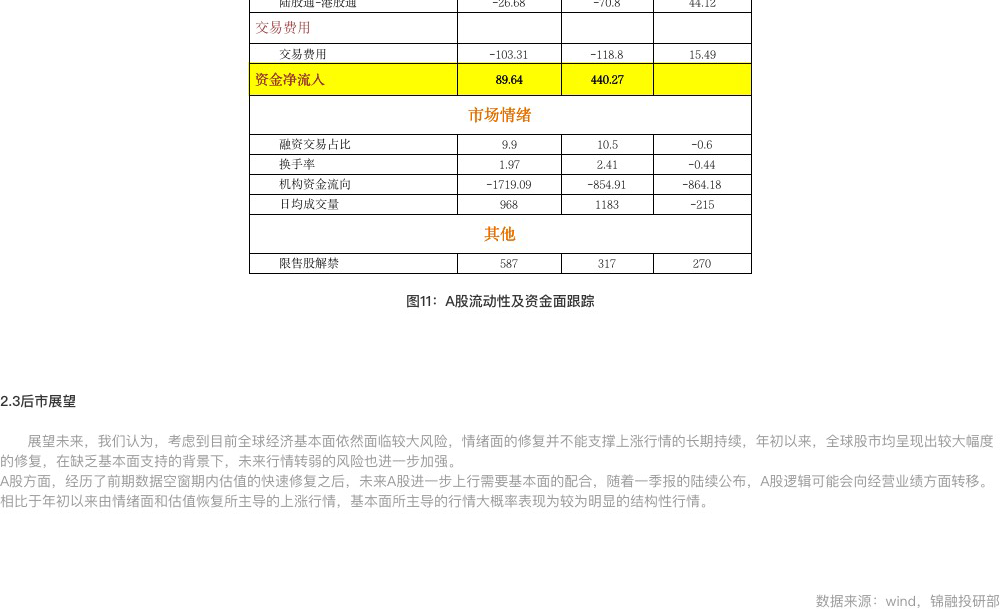 陆股通-港股通 -26.68 -70.8 44.12
交易费用
交易费用 -103.31 -118.8 15.49
资金净流人 89.64 440.27
市场情绪
融资交易占比 9.9 10.5 -0.6
换手率 1.97 2.41 -0.44
机构资金流向 -1719.09 -854.91 -864.18
日均成交量 968 1183 -215
其他
限售股解禁 587 317 270
图11：A股流动性及资金面跟踪
2.3后市展望
展望未来，我们认为，考虑到目前全球经济基本面依然面临较大风险，情绪面的修复并不能支撑上涨行情的长期持续，年初以来，全球股市均呈现出较大幅度
的修复，在缺乏基本面支持的背景下，未来行情转弱的风险也进一步加强。
A股方面，经历了前期数据空窗期内估值的快速修复之后，未来A股进一步上行需要基本面的配合，随着一季报的陆续公布，A股逻辑可能会向经营业绩方面转移。
相比于年初以来由情绪面和估值恢复所主导的上涨行情，基本面所主导的行情大概率表现为较为明显的结构性行情。
数据来源：wind，锦融投研部